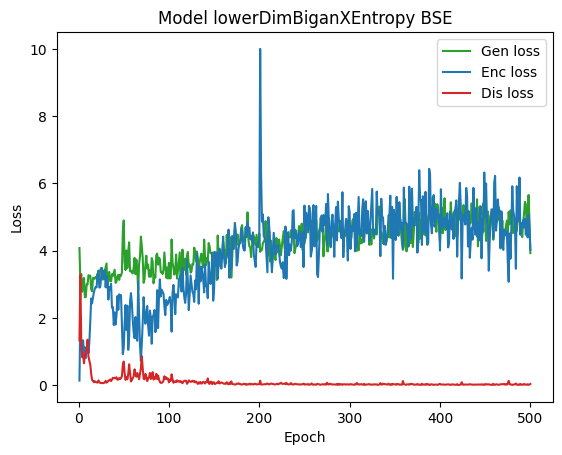 Model lowerDimBiganXEntropy BSE
Gen loss
Enc loss
Dis loss
Loss
10
8
6
4
2
0
0 100 200 300 400 500
Epoch